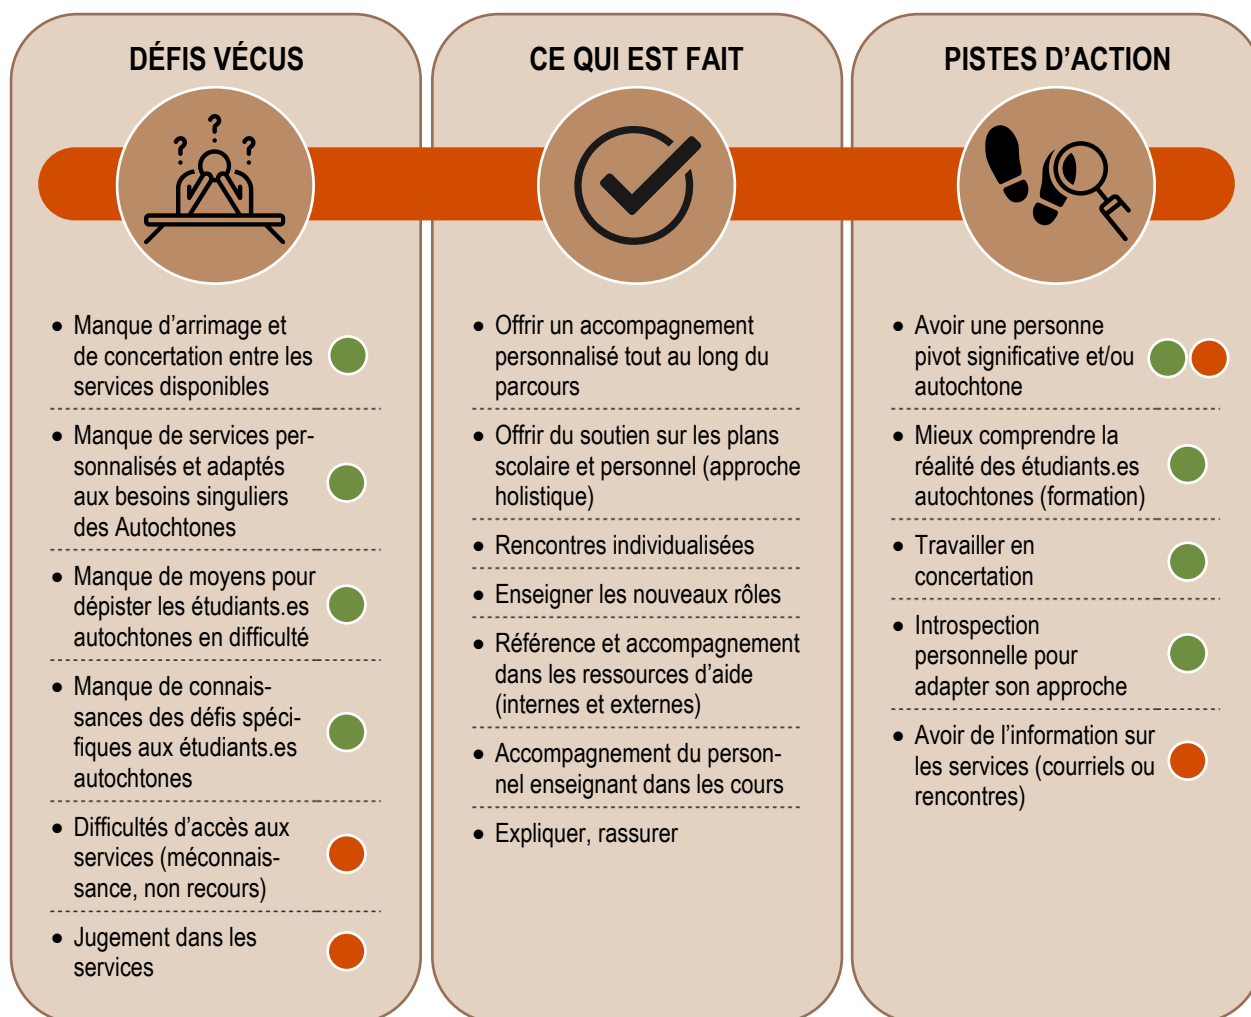 DÉFIS VÉCUS
? ? ?
• Manque d’arrimage et
de concertation entre les
services disponibles
• Manque de services per-
sonnalisés et adaptés
aux besoins singuliers
des Autochtones
• Manque de moyens pour
dépister les étudiants.es
autochtones en difficulté
• Manque de connais-
sances des défis spéci-
fiques aux étudiants.es
autochtones
• Difficultés d’accès aux
services (méconnais-
sance, non recours)
• Jugement dans les
services
CE QUI EST FAIT
• Offrir un accompagnement
personnalisé tout au long du
parcours
• Offrir du soutien sur les plans
scolaire et personnel (approche
holistique)
• Rencontres individualisées
• Enseigner les nouveaux rôles
• Référence et accompagnement
dans les ressources d’aide
(internes et externes)
• Accompagnement du person-
nel enseignant dans les cours
• Expliquer, rassurer
PISTES D’ACTION
• Avoir une personne
pivot significative et/ou
autochtone
• Mieux comprendre la
réalité des étudiants.es
autochtones (formation)
• Travailler en
concertation
• Introspection
personnelle pour
adapter son approche
• Avoir de l’information sur
les services (courriels ou
rencontres)